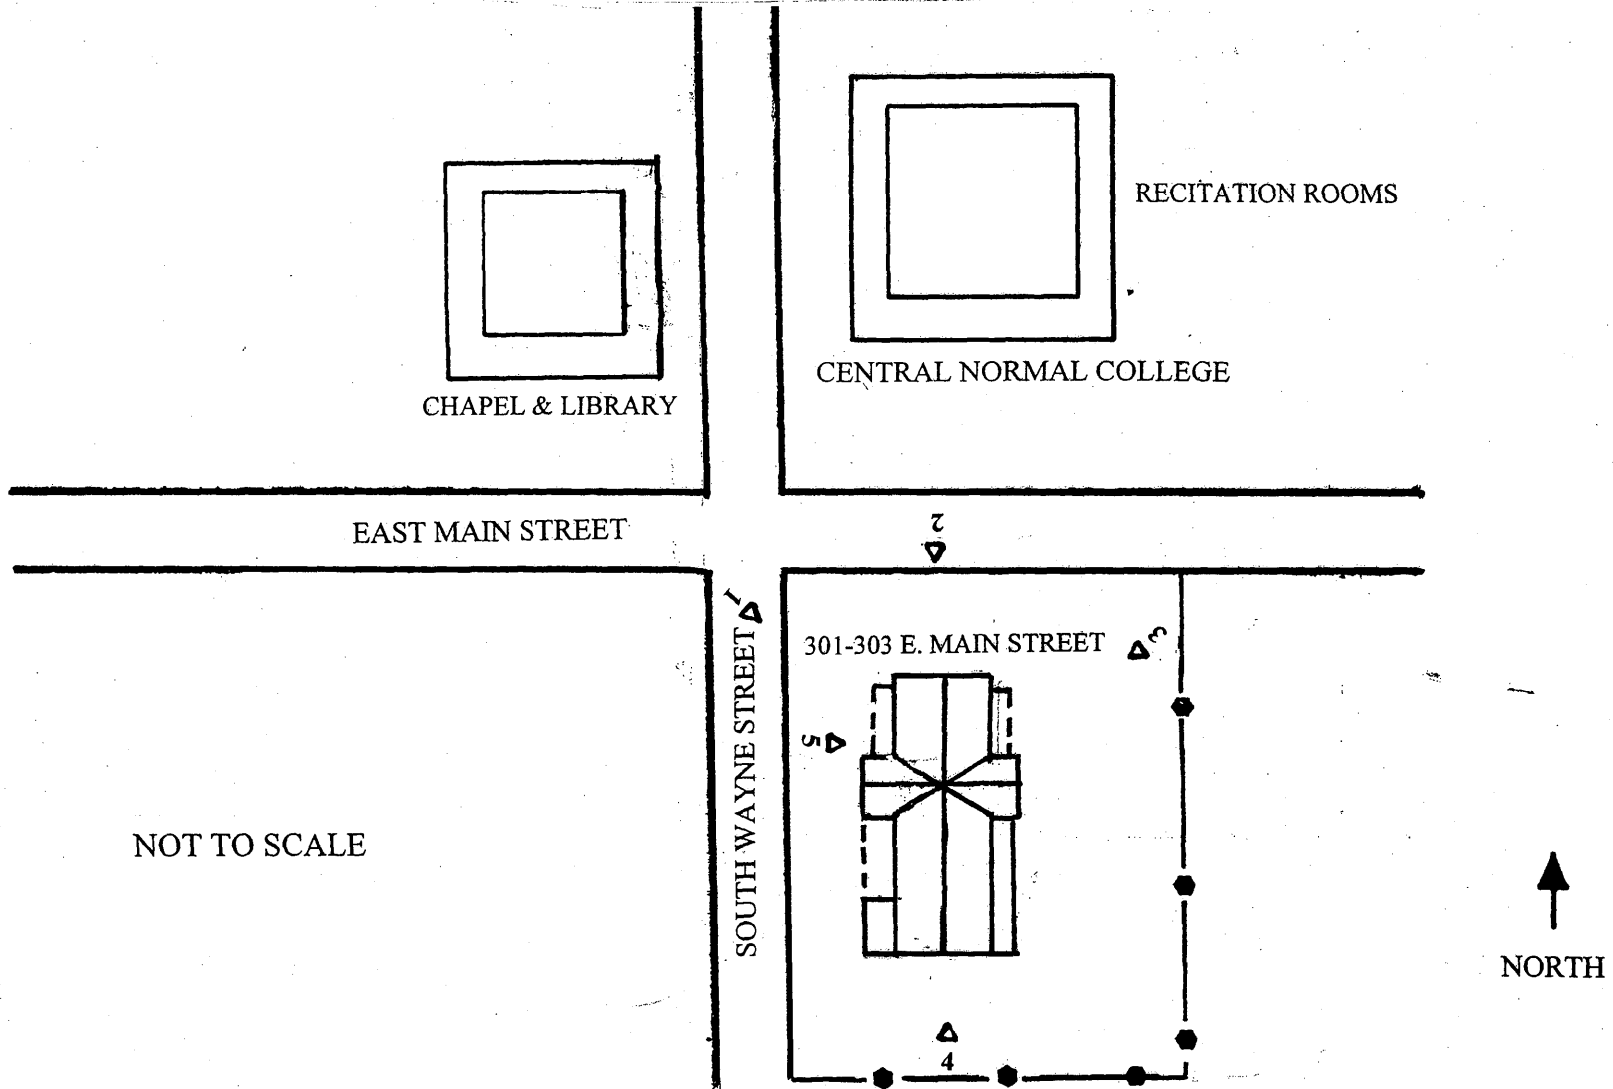 RECITATION ROOMS
CENTRAL NORMAL COLLEGE
CHAPEL & LIBRARY
EAST MAIN STREET
2
1
301-303 E. MAIN STREET
3
SOUTH WAYNE STREET
5
NOT TO SCALE
NORTH
4